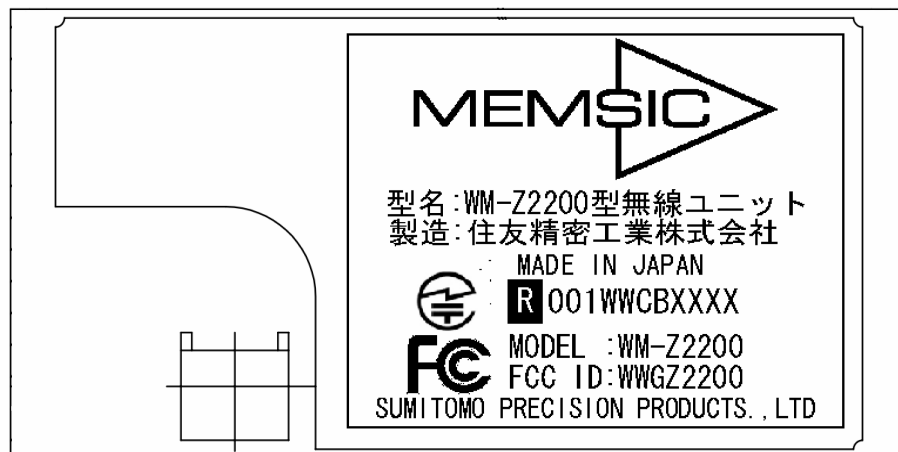 MEMSIC
型名:WM-Z2200型無線ユニット
製造:住友精密工業株式会社
MADE IN JAPAN
R 001WWCBXXXX
FC MODEL :WM-Z2200
FCC ID:WWGZ2200
SUMITOMO PRECISION PRODUCTS.,LTD